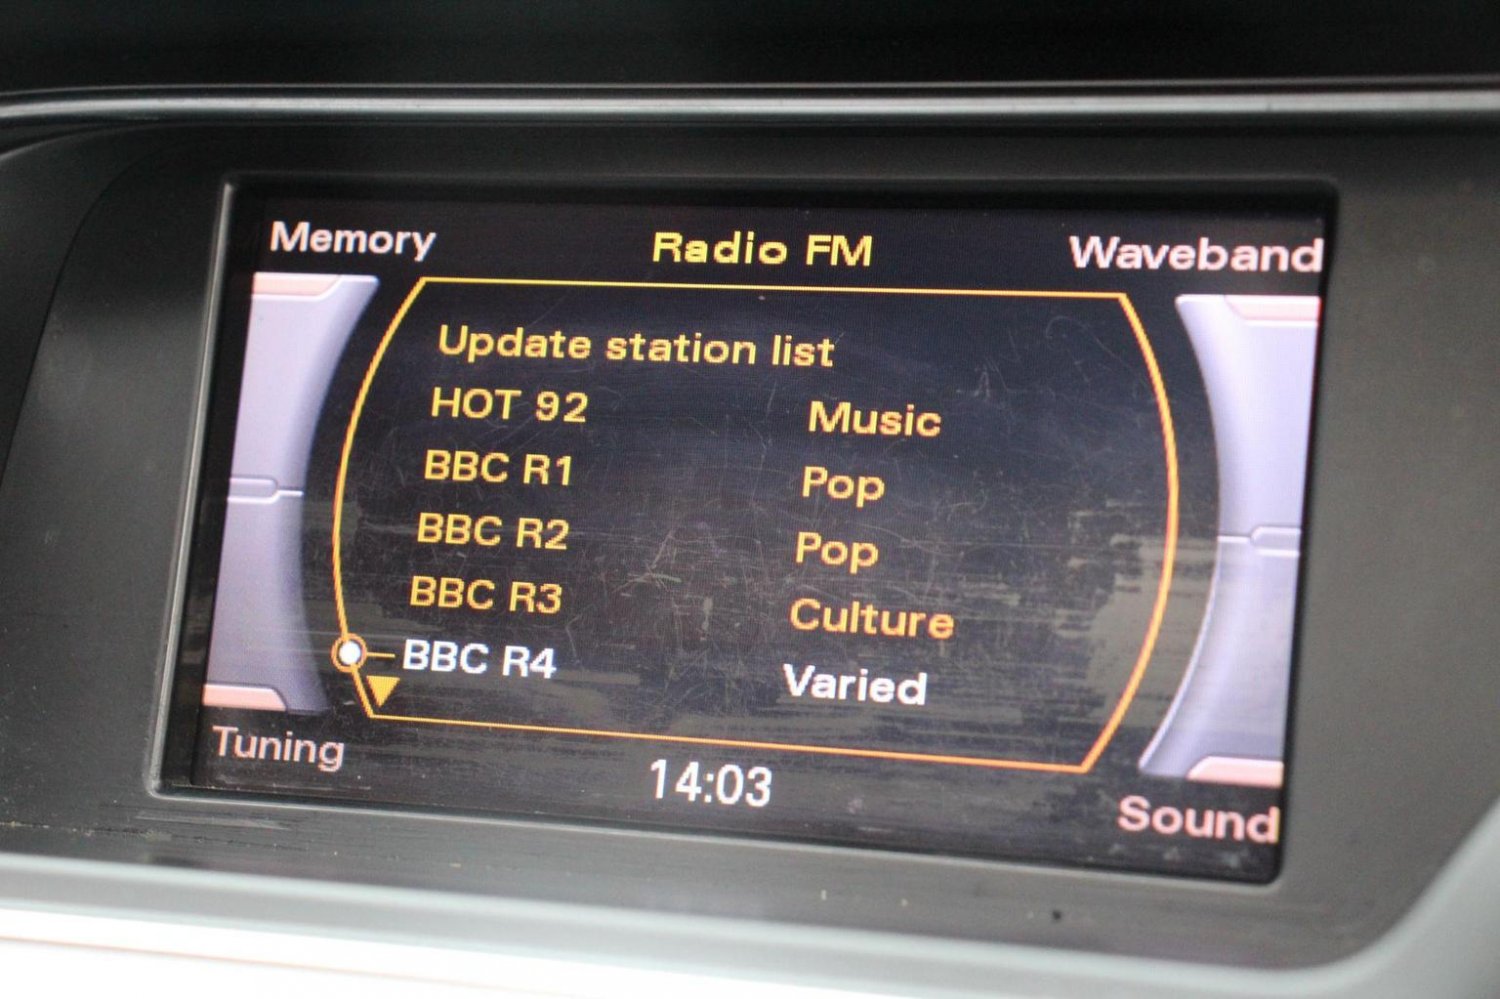 Memory Radio FM Waveband
Update station list
HOT 92 Music
BBC R1 Pop
BBC R2 Pop
BBC R3 Culture
BBC R4 Varied
Tuning 14:03 Sound